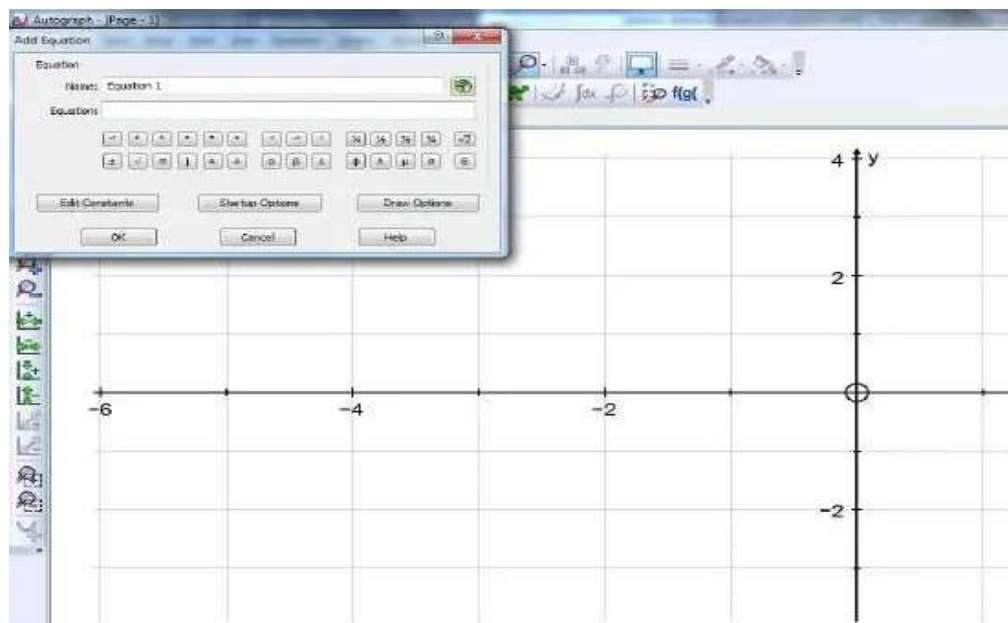 Autograph - [Page - 1]
Add Equation
Equation
Name: Equation 1
Equation:
Edit Constants Startup Options Draw Options
OK Cancel Help
f(g(
4 y
2
-6 -4 -2
-2